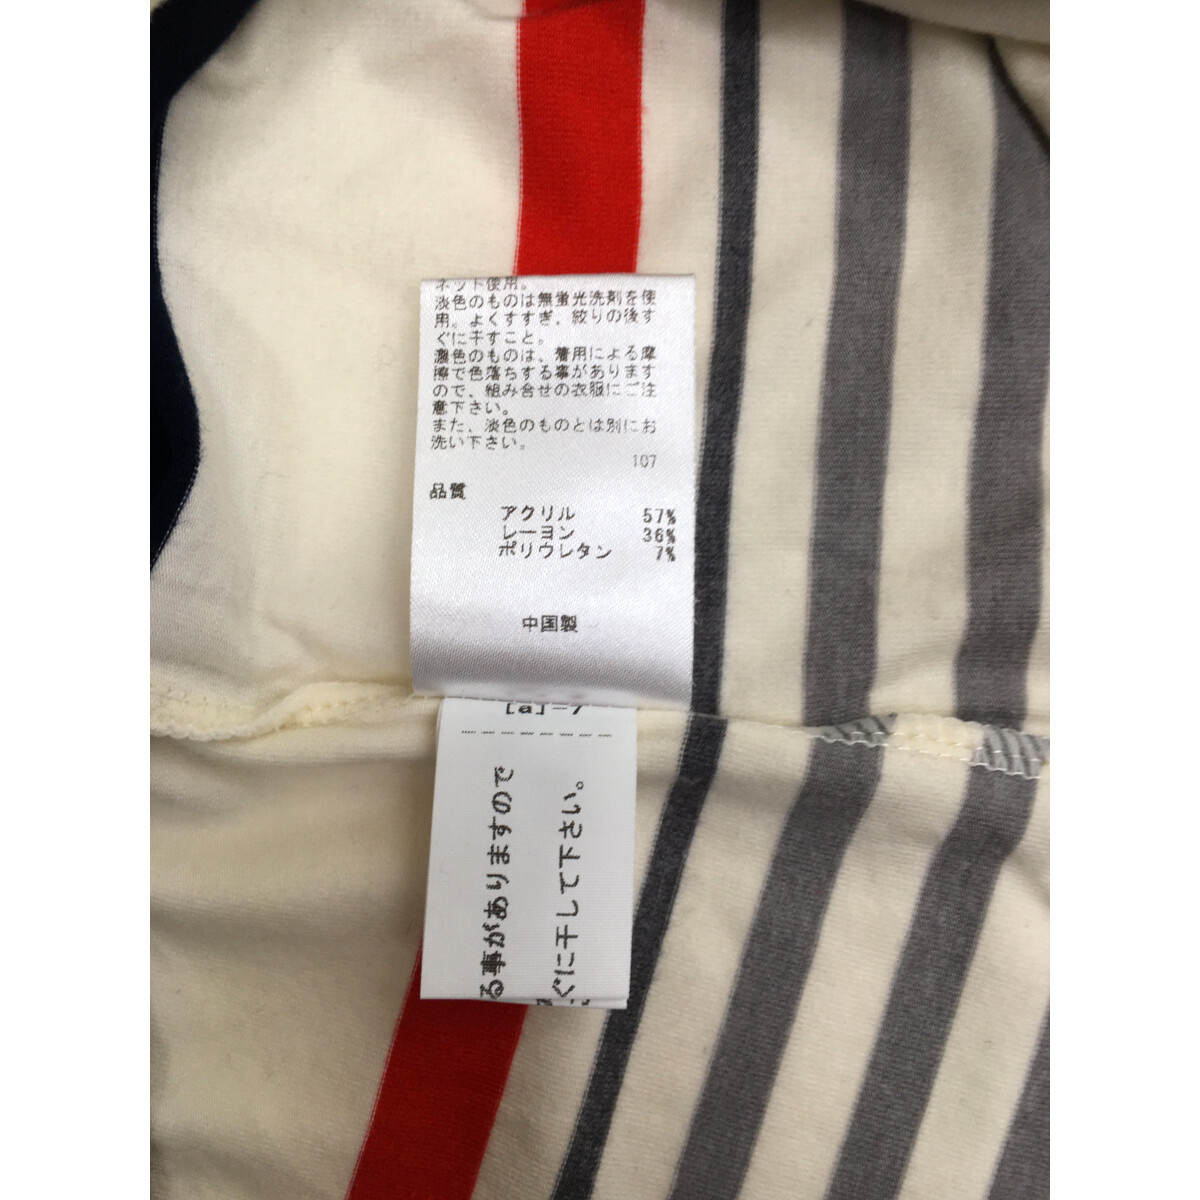 ネット使用。
淡色のものは無蛍光洗剤を使
用。よくすすぎ、絞りの後す
ぐに干すこと。
濃色のものは、着用による摩
擦で色落ちする事があります
ので、組み合せの衣服にご注
意下さい。
また、淡色のものとは別にお
洗い下さい。
107
品質
アクリル 57%
レーヨン 36%
ポリウレタン 7%
中国製
[a]-7
る事がありますので
ぐに干して下さい。